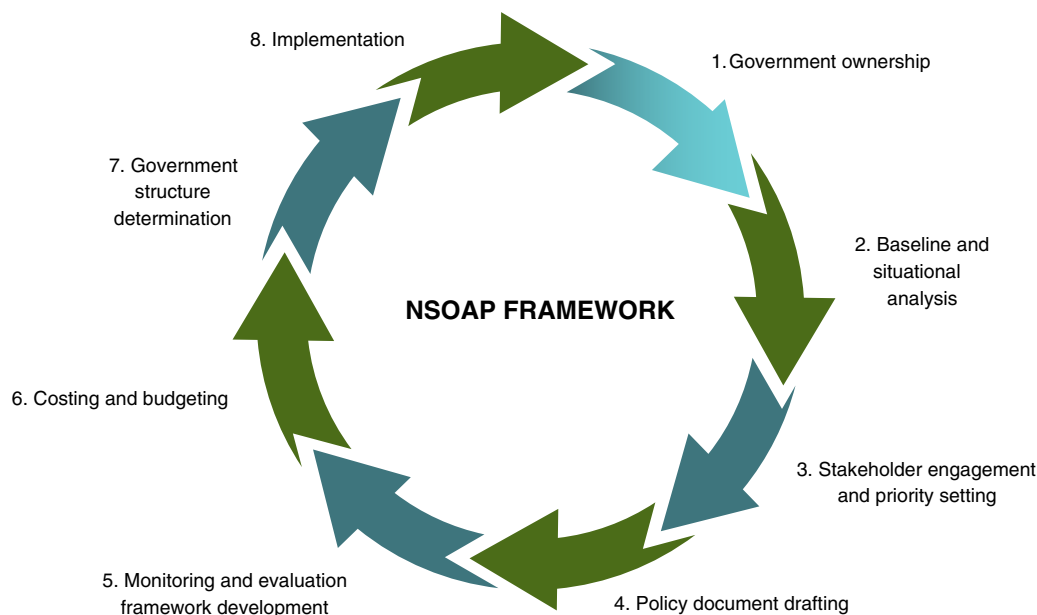 8. Implementation
1. Government ownership
7. Government
structure
determination
2. Baseline and
situational
analysis
NSOAP FRAMEWORK
6. Costing and budgeting
3. Stakeholder engagement
and priority setting
5. Monitoring and evaluation
framework development
4. Policy document drafting